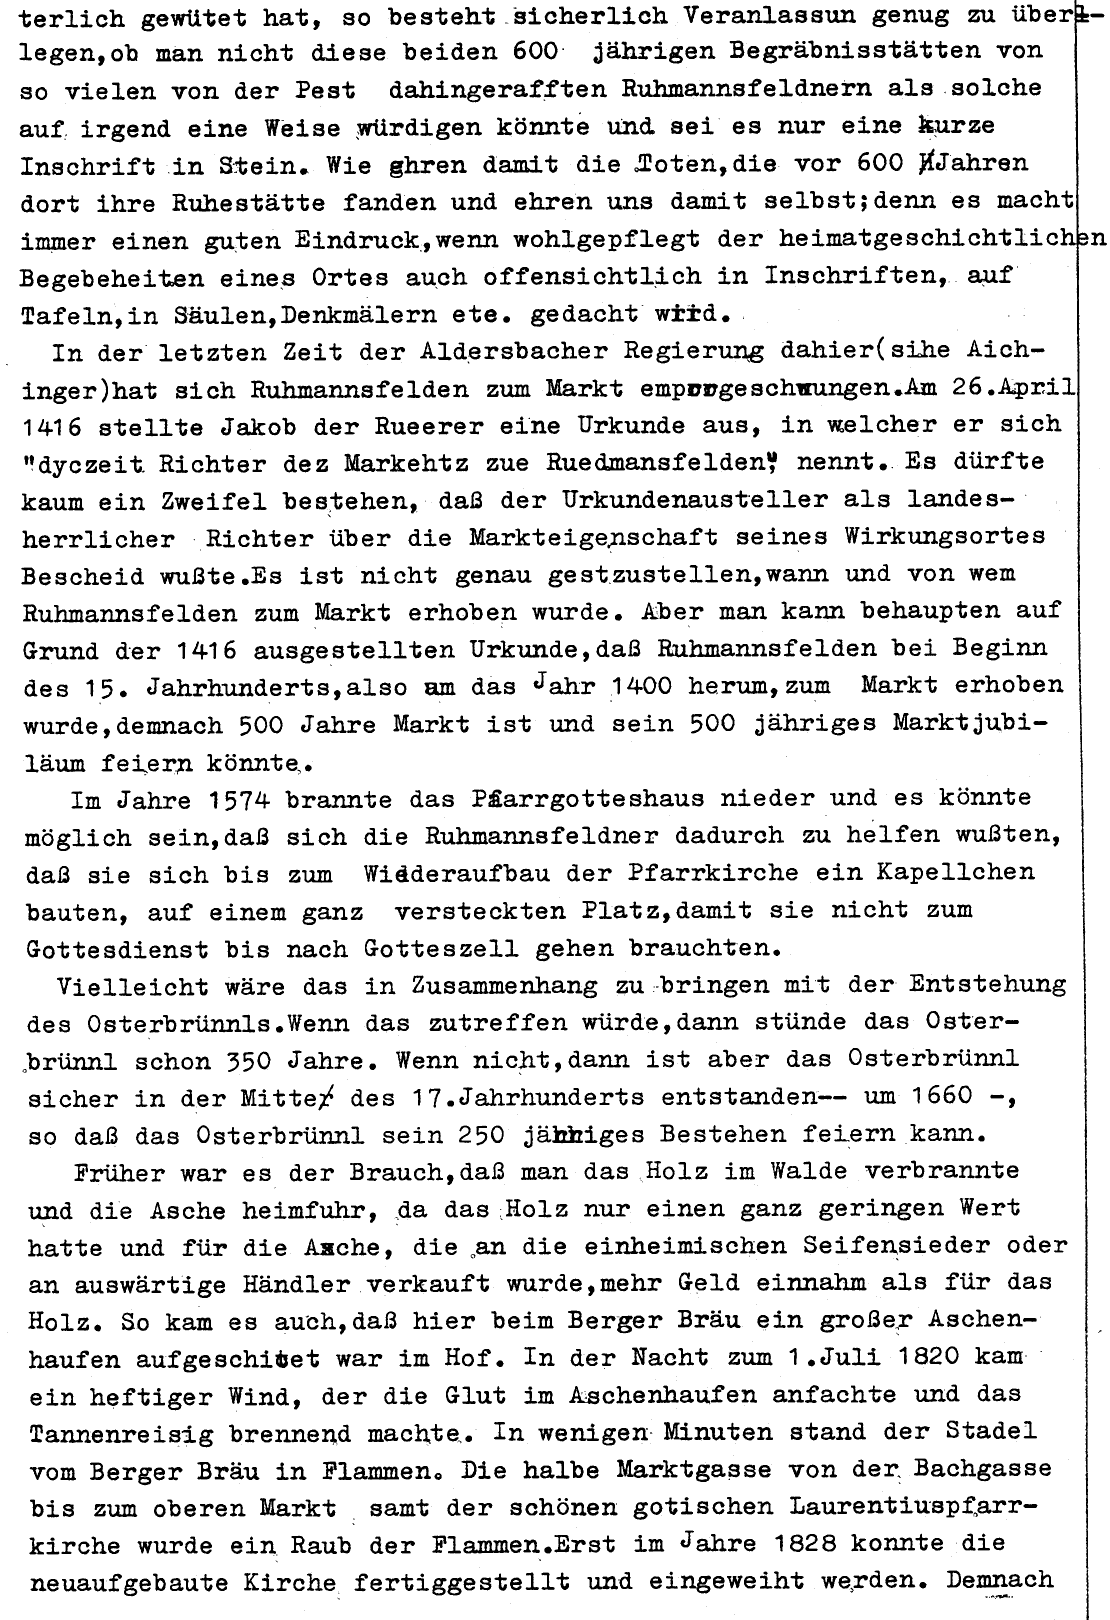 terlich gewütet hat, so besteht sicherlich Veranlassun genug zu über-
legen,ob man nicht diese beiden 600 jährigen Begräbnisstätten von
so vielen von der Pest dahingerafften Ruhmannsfeldnern als solche
auf irgend eine Weise würdigen könnte und sei es nur eine kurze
Inschrift in Stein. Wie ghren damit die Toten,die vor 600 Jahren
dort ihre Ruhestätte fanden und ehren uns damit selbst;denn es macht
immer einen guten Eindruck,wenn wohlgepflegt der heimatgeschichtlichen
Begebeheiten eines Ortes auch offensichtlich in Inschriften, auf
Tafeln,in Säulen,Denkmälern ete. gedacht wird.
In der letzten Zeit der Aldersbacher Regierung dahier(sihe Aich-
inger)hat sich Ruhmannsfelden zum Markt emporgeschwungen.Am 26.April
1416 stellte Jakob der Rueerer eine Urkunde aus, in welcher er sich
"dyczeit Richter dez Markehtz zue Ruedmansfelden", nennt. Es dürfte
kaum ein Zweifel bestehen, daß der Urkundenausteller als landes-
herrlicher Richter über die Markteigenschaft seines Wirkungsortes
Bescheid wußte.Es ist nicht genau gestzustellen,wann und von wem
Ruhmannsfelden zum Markt erhoben wurde. Aber man kann behaupten auf
Grund der 1416 ausgestellten Urkunde,daß Ruhmannsfelden bei Beginn
des 15. Jahrhunderts,also um das Jahr 1400 herum,zum Markt erhoben
wurde,demnach 500 Jahre Markt ist und sein 500 jähriges Marktjubi-
läum feiern könnte.
Im Jahre 1574 brannte das Pfarrgotteshaus nieder und es könnte
möglich sein,daß sich die Ruhmannsfeldner dadurch zu helfen wußten,
daß sie sich bis zum Widderaufbau der Pfarrkirche ein Kapellchen
bauten, auf einem ganz versteckten Platz,damit sie nicht zum
Gottesdienst bis nach Gotteszell gehen brauchten.
Vielleicht wäre das in Zusammenhang zu bringen mit der Entstehung
des Osterbrünnls.Wenn das zutreffen würde,dann stünde das Oster-
brünnl schon 350 Jahre. Wenn nicht,dann ist aber das Osterbrünnl
sicher in der Mitte des 17.Jahrhunderts entstanden-- um 1660 -,
so daß das Osterbrünnl sein 250 jähriges Bestehen feiern kann.
Früher war es der Brauch,daß man das Holz im Walde verbrannte
und die Asche heimfuhr, da das Holz nur einen ganz geringen Wert
hatte und für die Asche, die an die einheimischen Seifensieder oder
an auswärtige Händler verkauft wurde,mehr Geld einnahm als für das
Holz. So kam es auch,daß hier beim Berger Bräu ein großer Aschen-
haufen aufgeschitet war im Hof. In der Nacht zum 1.Juli 1820 kam
ein heftiger Wind, der die Glut im Aschenhaufen anfachte und das
Tannenreisig brennend machte. In wenigen Minuten stand der Stadel
vom Berger Bräu in Flammen. Die halbe Marktgasse von der Bachgasse
bis zum oberen Markt samt der schönen gotischen Laurentiuspfarr-
kirche wurde ein Raub der Flammen.Erst im Jahre 1828 konnte die
neuaufgebaute Kirche fertiggestellt und eingeweiht werden. Demnach